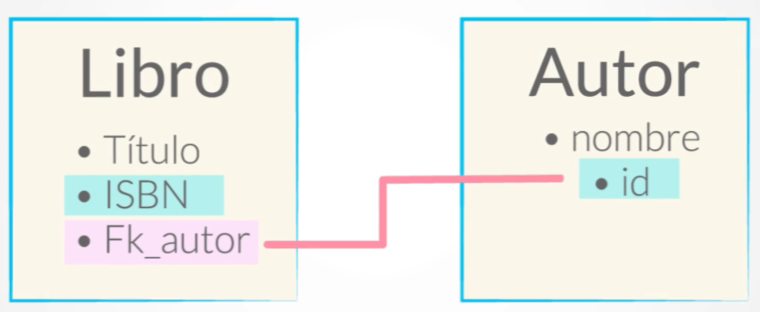 Libro
• Título
• ISBN
• Fk_autor
Autor
• nombre
• id